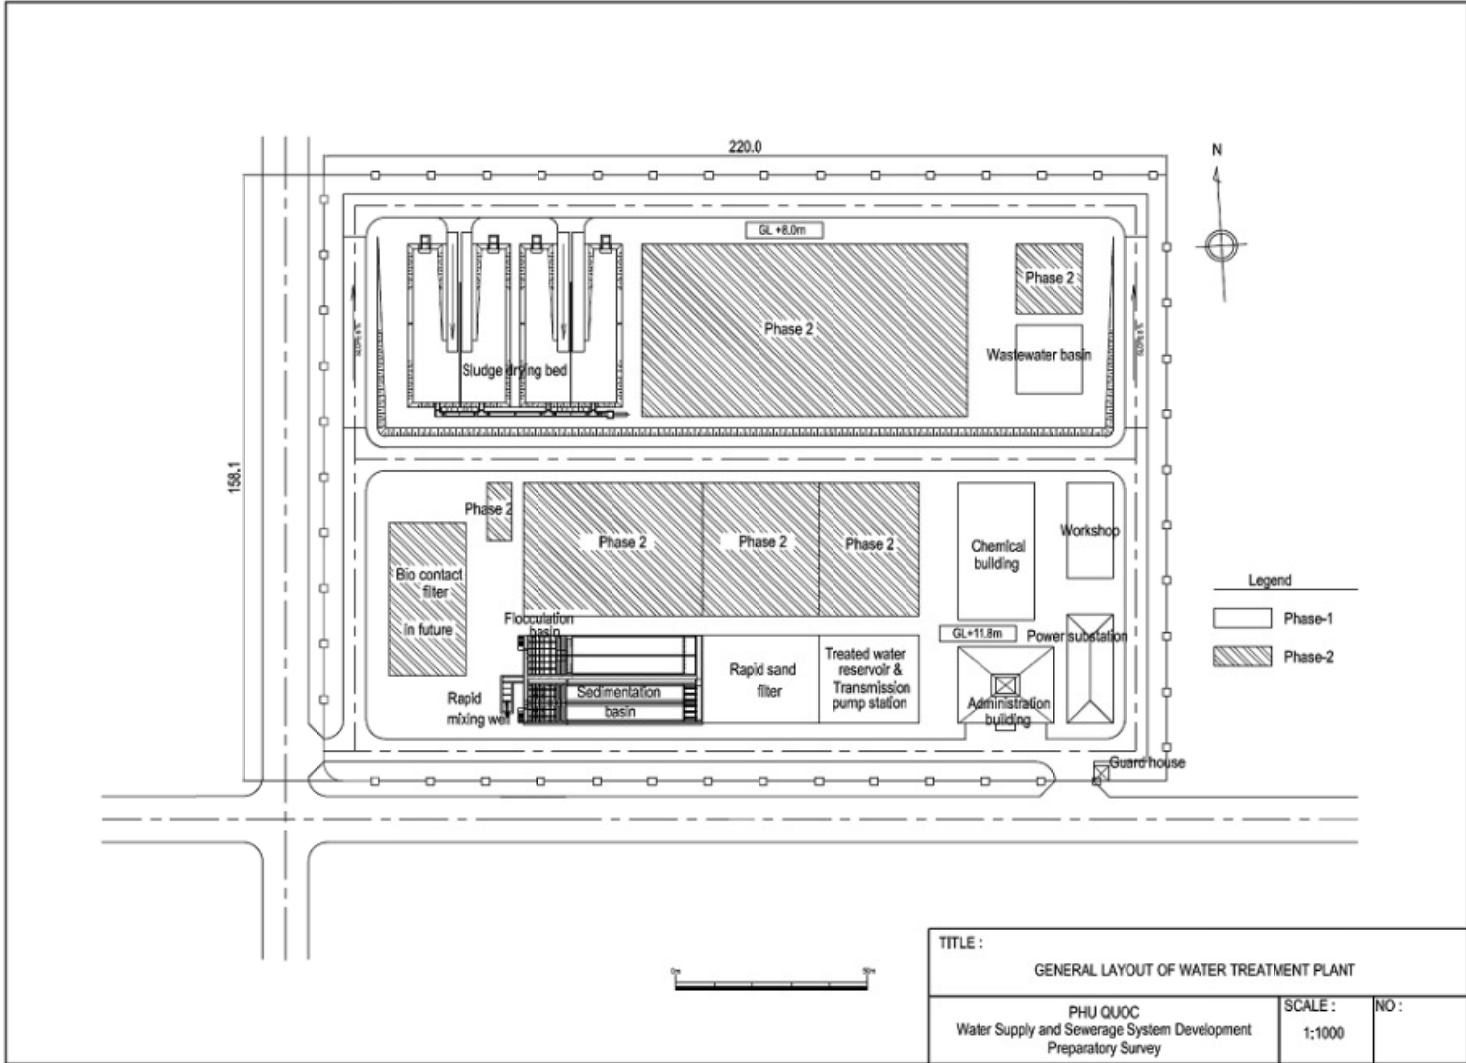 220.0
N
GL +8.0m
Phase 2
Phase 2
Wastewater basin
Sludge drying bed
SLOPE 8 %
SLOPE 8 %
158.1
Phase 2
Phase 2
Phase 2
Phase 2
Chemical
building
Workshop
Bio contact
filter
in future
Flocculation
basin
GL+11.8m
Power substation
Rapid
mixing well
Sedimentation
basin
Rapid sand
filter
Treated water
reservoir &
Transmission
pump station
Administration
building
Guard house
Legend
Phase-1
Phase-2
0m
50m
TITLE :
GENERAL LAYOUT OF WATER TREATMENT PLANT
PHU QUOC
Water Supply and Sewerage System Development
Preparatory Survey
SCALE :
1:1000
NO :